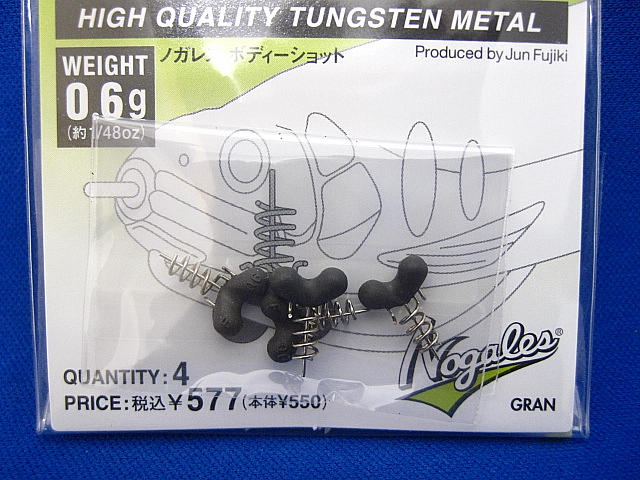 HIGH QUALITY TUNGSTEN METAL
ノガレス ボディーショット
Produced by Jun Fujiki
WEIGHT
0.6g
(約1/48oz)
Nogales®
QUANTITY:4
PRICE:税込¥577(本体¥550)
GRAN